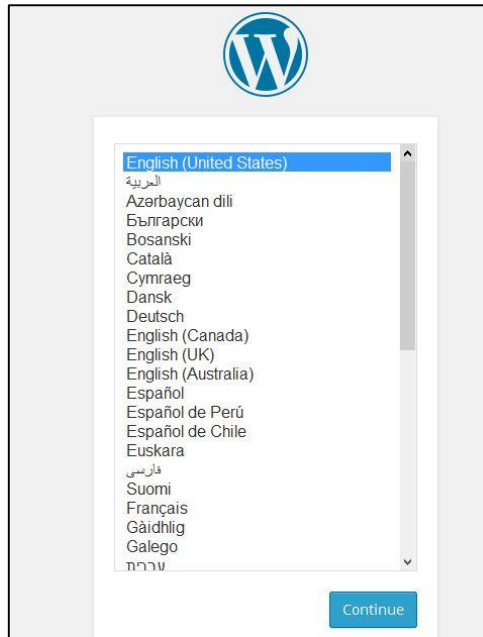 English (United States)
العربية
Azərbaycan dili
Български
Bosanski
Català
Cymraeg
Dansk
Deutsch
English (Canada)
English (UK)
English (Australia)
Español
Español de Perú
Español de Chile
Euskara
فارسی
Suomi
Français
Gàidhlig
Galego
עברית
Continue